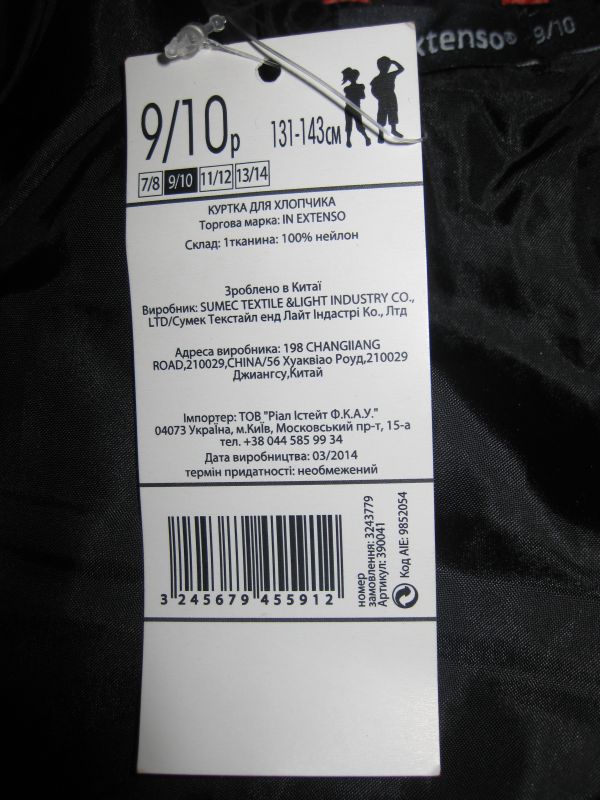 xtenso® 9/10
9/10р
131-143см
7/8 9/10 11/12 13/14
КУРТКА ДЛЯ ХЛОПЧИКА
Торгова марка: IN EXTENSO
Склад: 1тканина: 100% нейлон
Зроблено в Китаї
Виробник: SUMEC TEXTILE &LIGHT INDUSTRY CO.,
LTD/Сумек Текстайл енд Лайт Індастрі Ко., Лтд
Адреса виробника: 198 CHANGIIANG
ROAD,210029,CHINA/56 Хуаквіао Роуд,210029
Джиангсу,Китай
Імпортер: ТОВ "Ріал Істейт Ф.К.А.У."
04073 Україна, м.Київ, Московський пр-т, 15-а
тел. +38 044 585 99 34
Дата виробництва: 03/2014
термін придатності: необмежений
3 245679 455912
номер
замовлення: 3243779
Артикул: 390041
Код AIE: 9852054